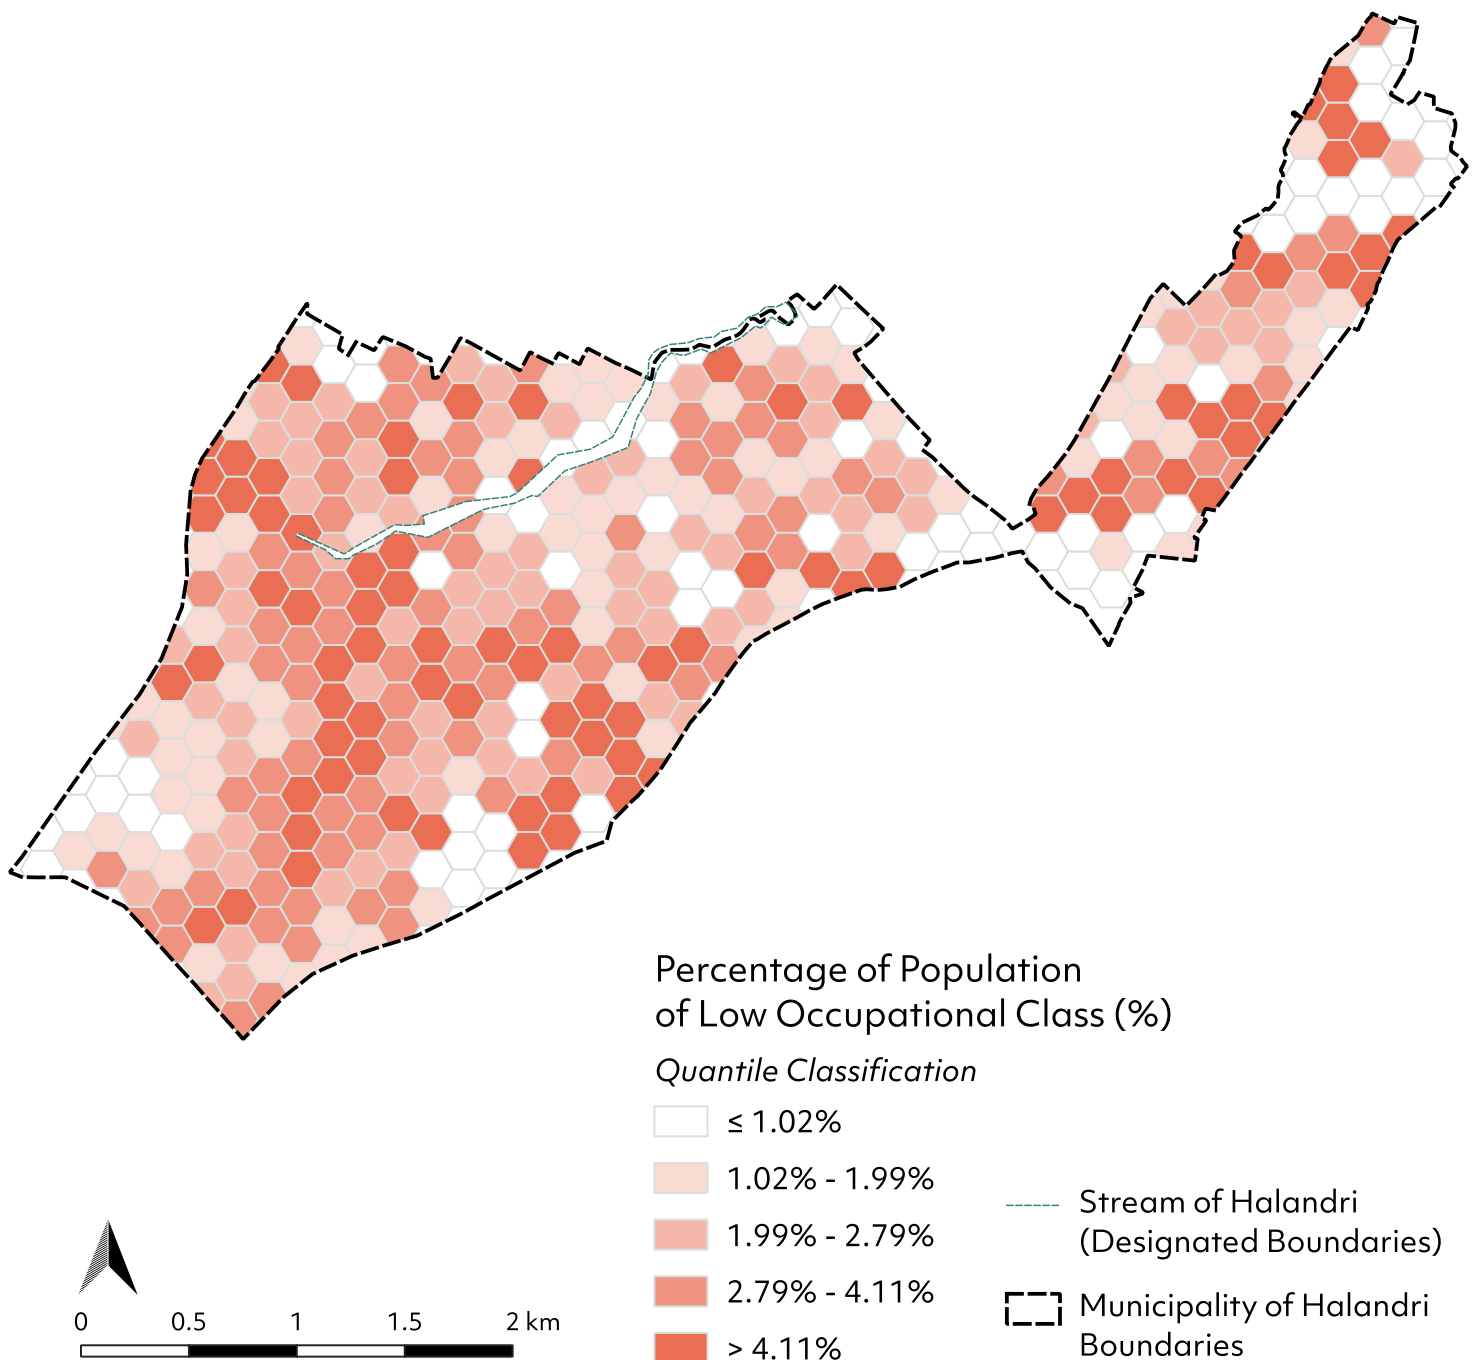 Percentage of Population
of Low Occupational Class (%)
Quantile Classification
≤ 1.02%
1.02% - 1.99%
1.99% - 2.79%
2.79% - 4.11%
> 4.11%
Stream of Halandri
(Designated Boundaries)
Municipality of Halandri
Boundaries
0 0.5 1 1.5 2 km